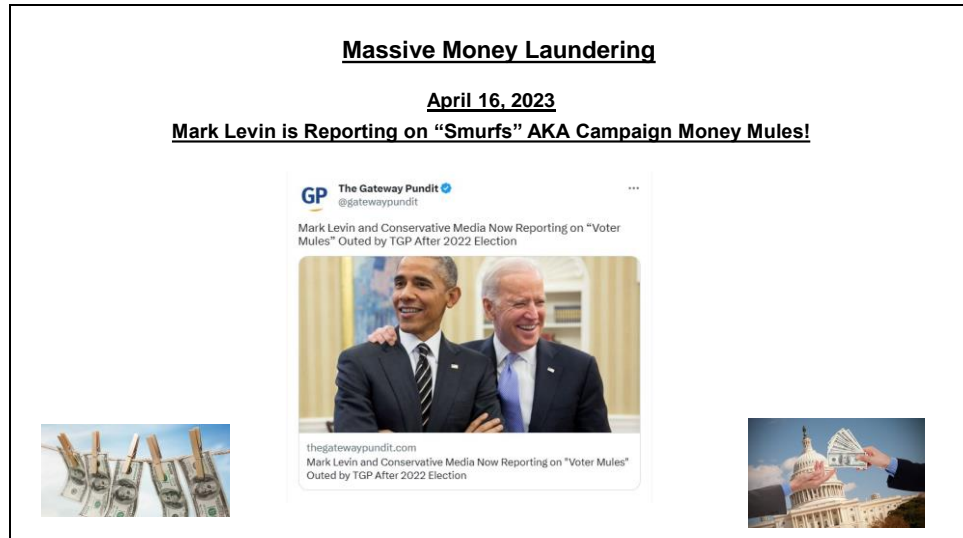 Massive Money Laundering
April 16, 2023
Mark Levin is Reporting on “Smurfs” AKA Campaign Money Mules!
GP
The Gateway Pundit
@gatewaypundit
...
Mark Levin and Conservative Media Now Reporting on “Voter
Mules” Outed by TGP After 2022 Election
thegatewaypundit.com
Mark Levin and Conservative Media Now Reporting on "Voter Mules"
Outed by TGP After 2022 Election